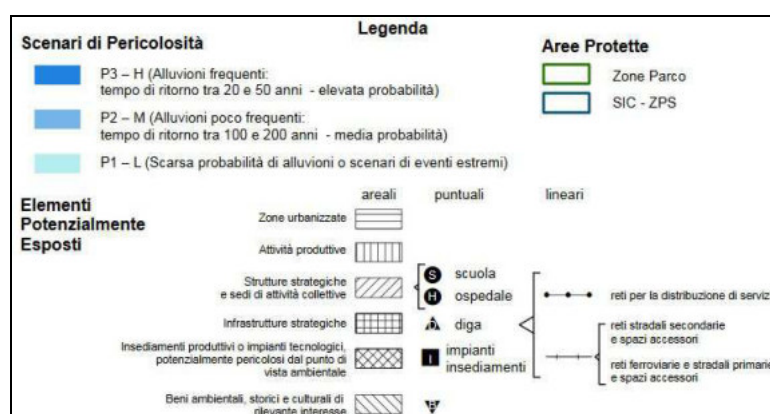 Legenda
Scenari di Pericolosità
P3 – H (Alluvioni frequenti:
tempo di ritorno tra 20 e 50 anni - elevata probabilità)
P2 – M (Alluvioni poco frequenti:
tempo di ritorno tra 100 e 200 anni - media probabilità)
P1 – L (Scarsa probabilità di alluvioni o scenari di eventi estremi)
Aree Protette
Zone Parco
SIC - ZPS
Elementi
Potenzialmente
Esposti
areali
puntuali
lineari
Zone urbanizzate
Attività produttive
Strutture strategiche
e sedi di attività collettive
S scuola
H ospedale
Infrastrutture strategiche
D diga
Insediamenti produttivi o impianti tecnologici,
potenzialmente pericolosi dal punto di
vista ambientale
I impianti
insediamenti
Beni ambientali, storici e culturali di
rilevante interesse
reti per la distribuzione di servizi
reti stradali secondarie
e spazi accessori
reti ferroviarie e stradali primarie
e spazi accessori